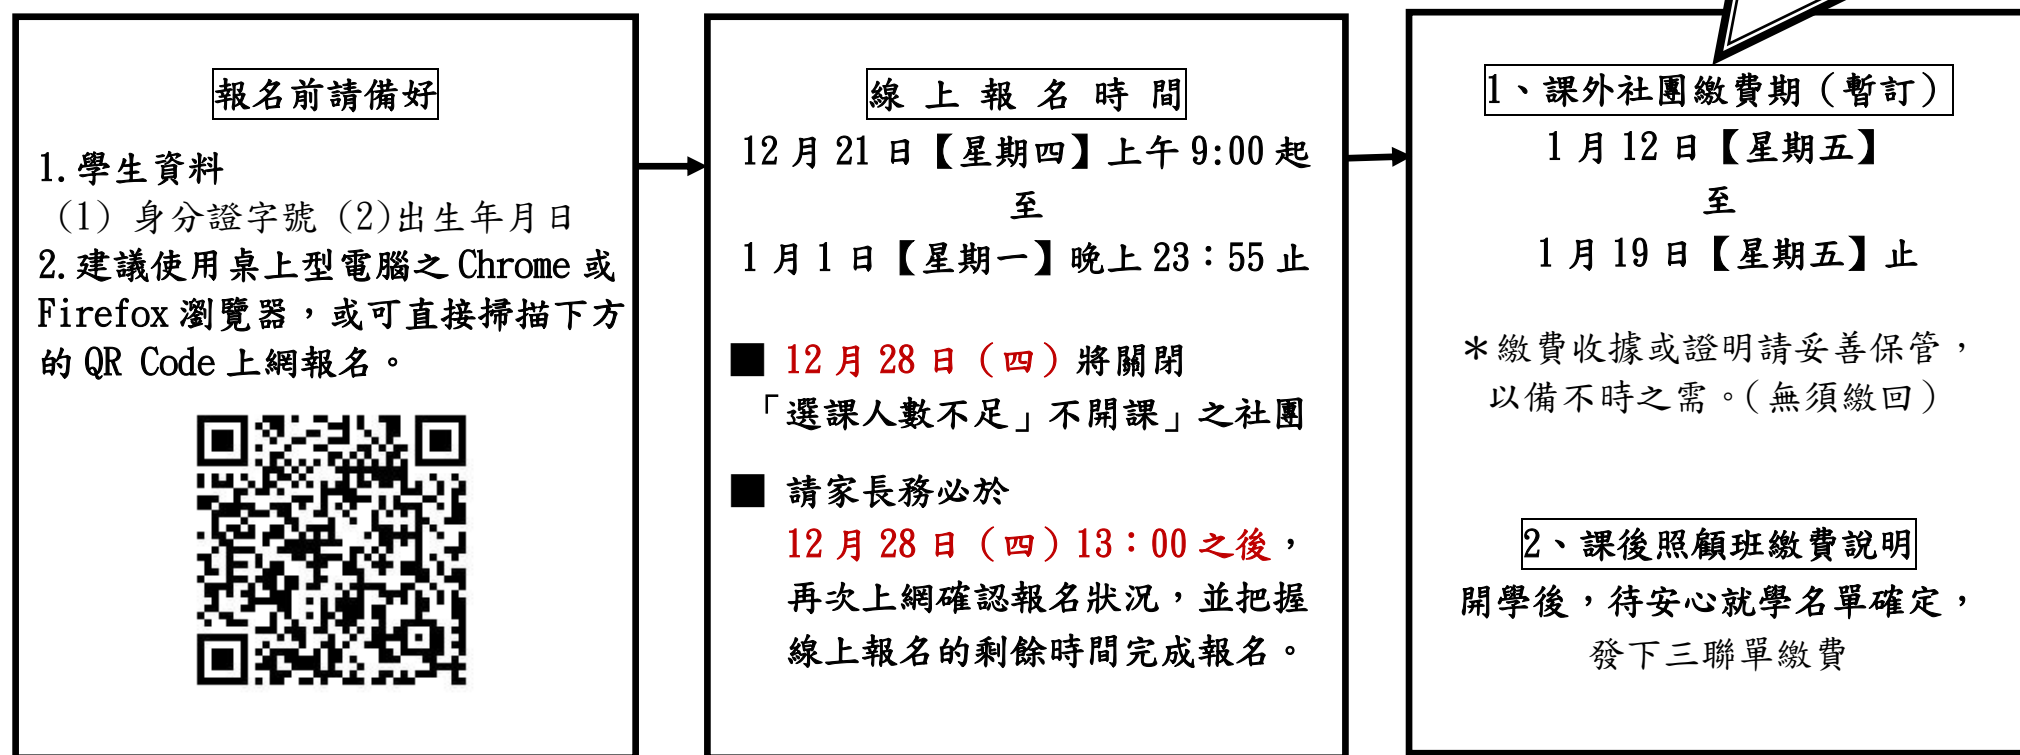 報名前請備好
1.學生資料
(1) 身分證字號 (2)出生年月日
2.建議使用桌上型電腦之 Chrome 或
Firefox 瀏覽器，或可直接掃描下方
的 QR Code 上網報名。
線上報名時間
12 月 21 日【星期四】上午 9:00 起
至
1 月 1 日【星期一】晚上 23：55 止
■ 12 月 28 日（四）將關閉
「選課人數不足」不開課」之社團
■ 請家長務必於
12 月 28 日（四）13：00 之後，
再次上網確認報名狀況，並把握
線上報名的剩餘時間完成報名。
1、課外社團繳費期（暫訂）
1 月 12 日【星期五】
至
1 月 19 日【星期五】止
＊繳費收據或證明請妥善保管，
以備不時之需。（無須繳回）
2、課後照顧班繳費說明
開學後，待安心就學名單確定，
發下三聯單繳費